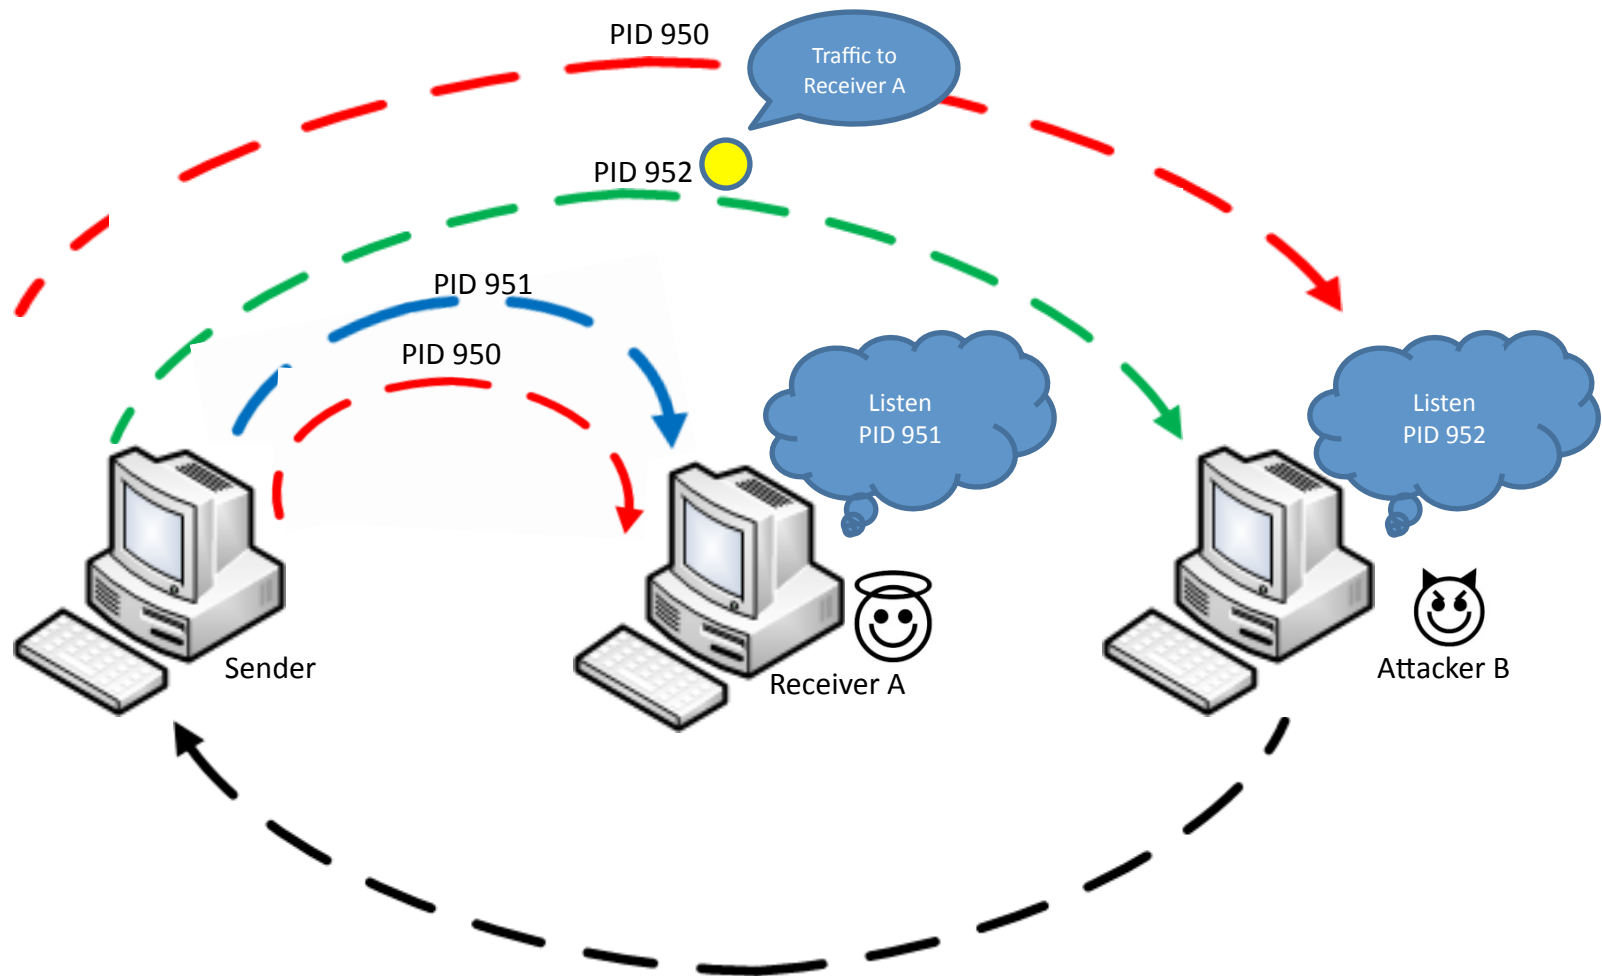 PID 950
Traffic to
Receiver A
PID 952
PID 951
PID 950
Listen
PID 951
Listen
PID 952
Sender
Receiver A
Attacker B